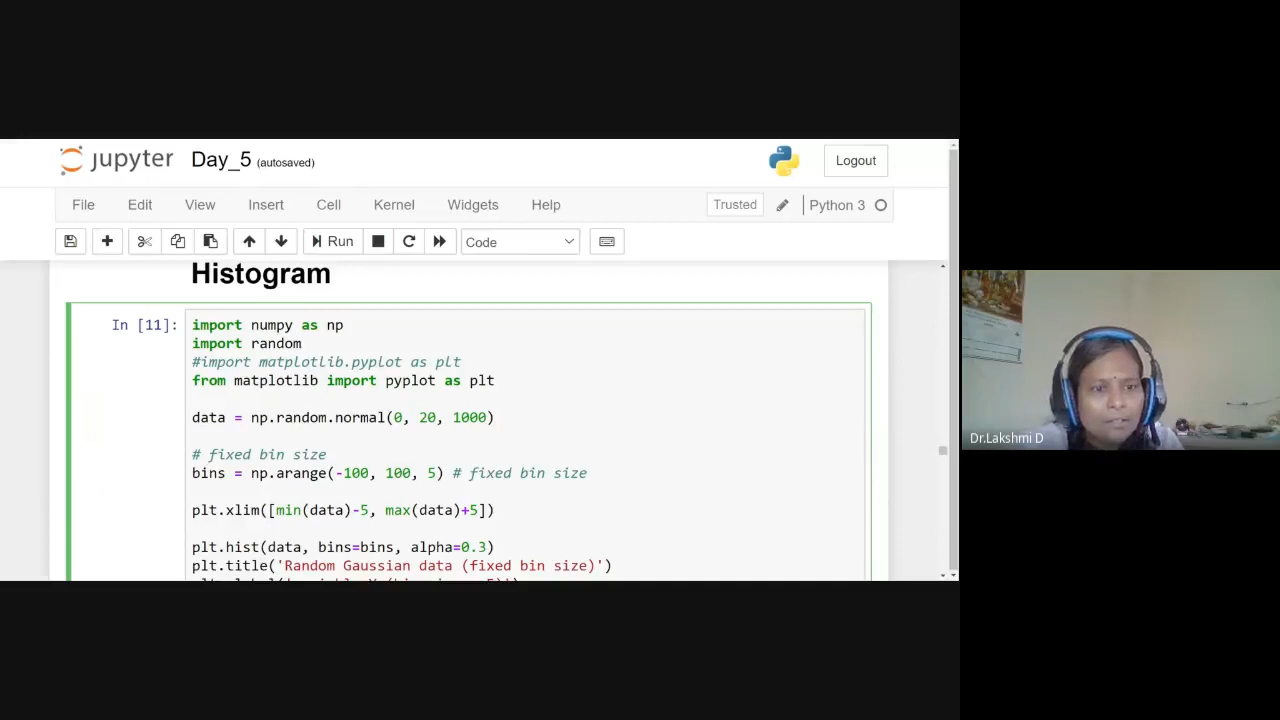 jupyter Day_5 (autosaved)
Logout
File Edit View Insert Cell Kernel Widgets Help
Trusted
Python 3
Run
Code
Histogram
In [11]:
import numpy as np
import random
#import matplotlib.pyplot as plt
from matplotlib import pyplot as plt
data = np.random.normal(0, 20, 1000)
# fixed bin size
bins = np.arange(-100, 100, 5) # fixed bin size
plt.xlim([min(data)-5, max(data)+5])
plt.hist(data, bins=bins, alpha=0.3)
plt.title('Random Gaussian data (fixed bin size)')
Dr.Lakshmi D